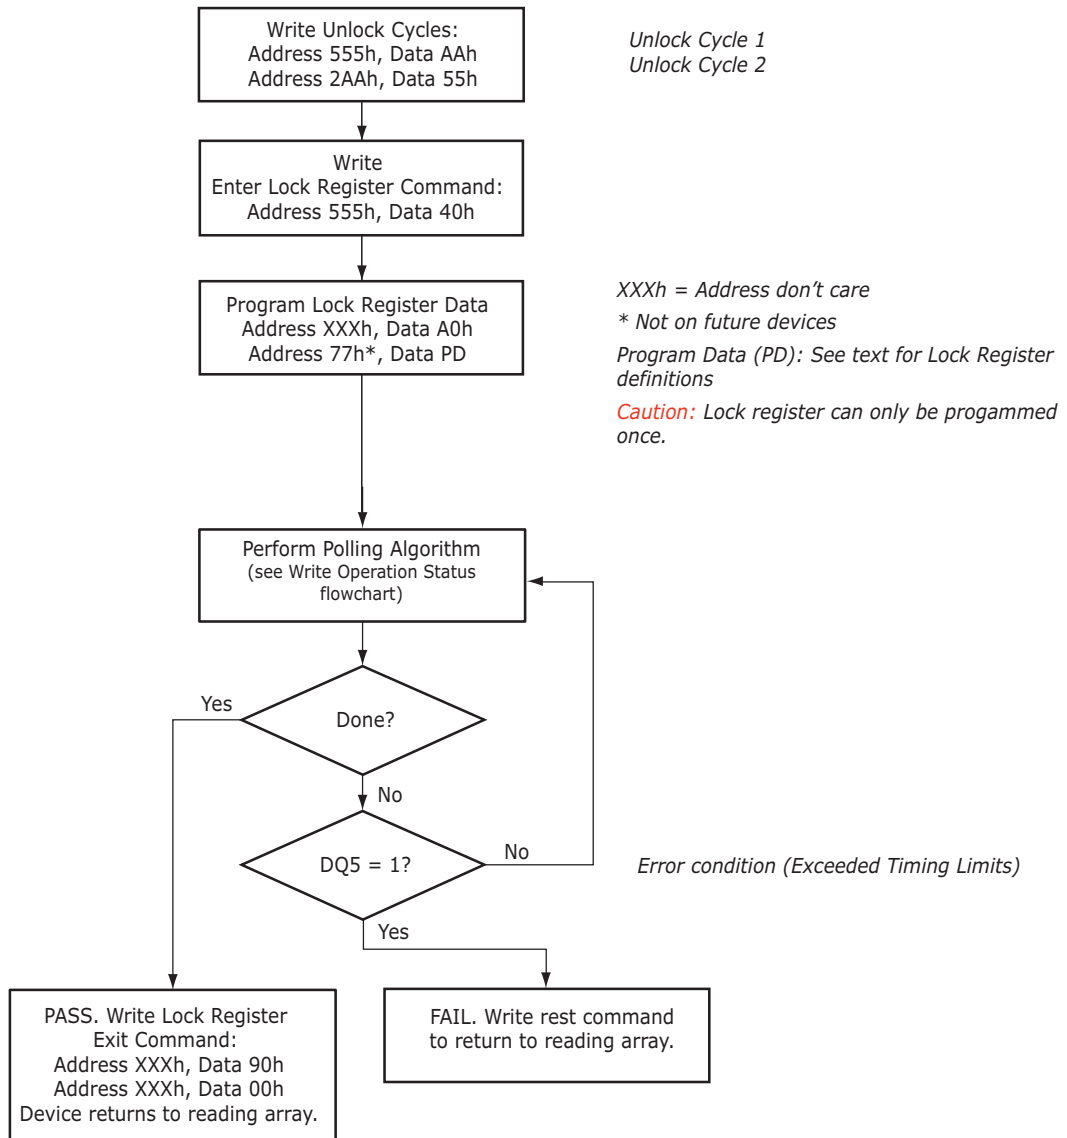 Write Unlock Cycles:
Address 555h, Data AAh
Address 2AAh, Data 55h
Unlock Cycle 1
Unlock Cycle 2
Write
Enter Lock Register Command:
Address 555h, Data 40h
Program Lock Register Data
Address XXXh, Data A0h
Address 77h*, Data PD
XXXh = Address don't care
* Not on future devices
Program Data (PD): See text for Lock Register
definitions
Caution: Lock register can only be progammed
once.
Perform Polling Algorithm
(see Write Operation Status
flowchart)
Yes
Done?
No
DQ5 = 1?
No
Error condition (Exceeded Timing Limits)
Yes
PASS. Write Lock Register
Exit Command:
Address XXXh, Data 90h
Address XXXh, Data 00h
Device returns to reading array.
FAIL. Write rest command
to return to reading array.